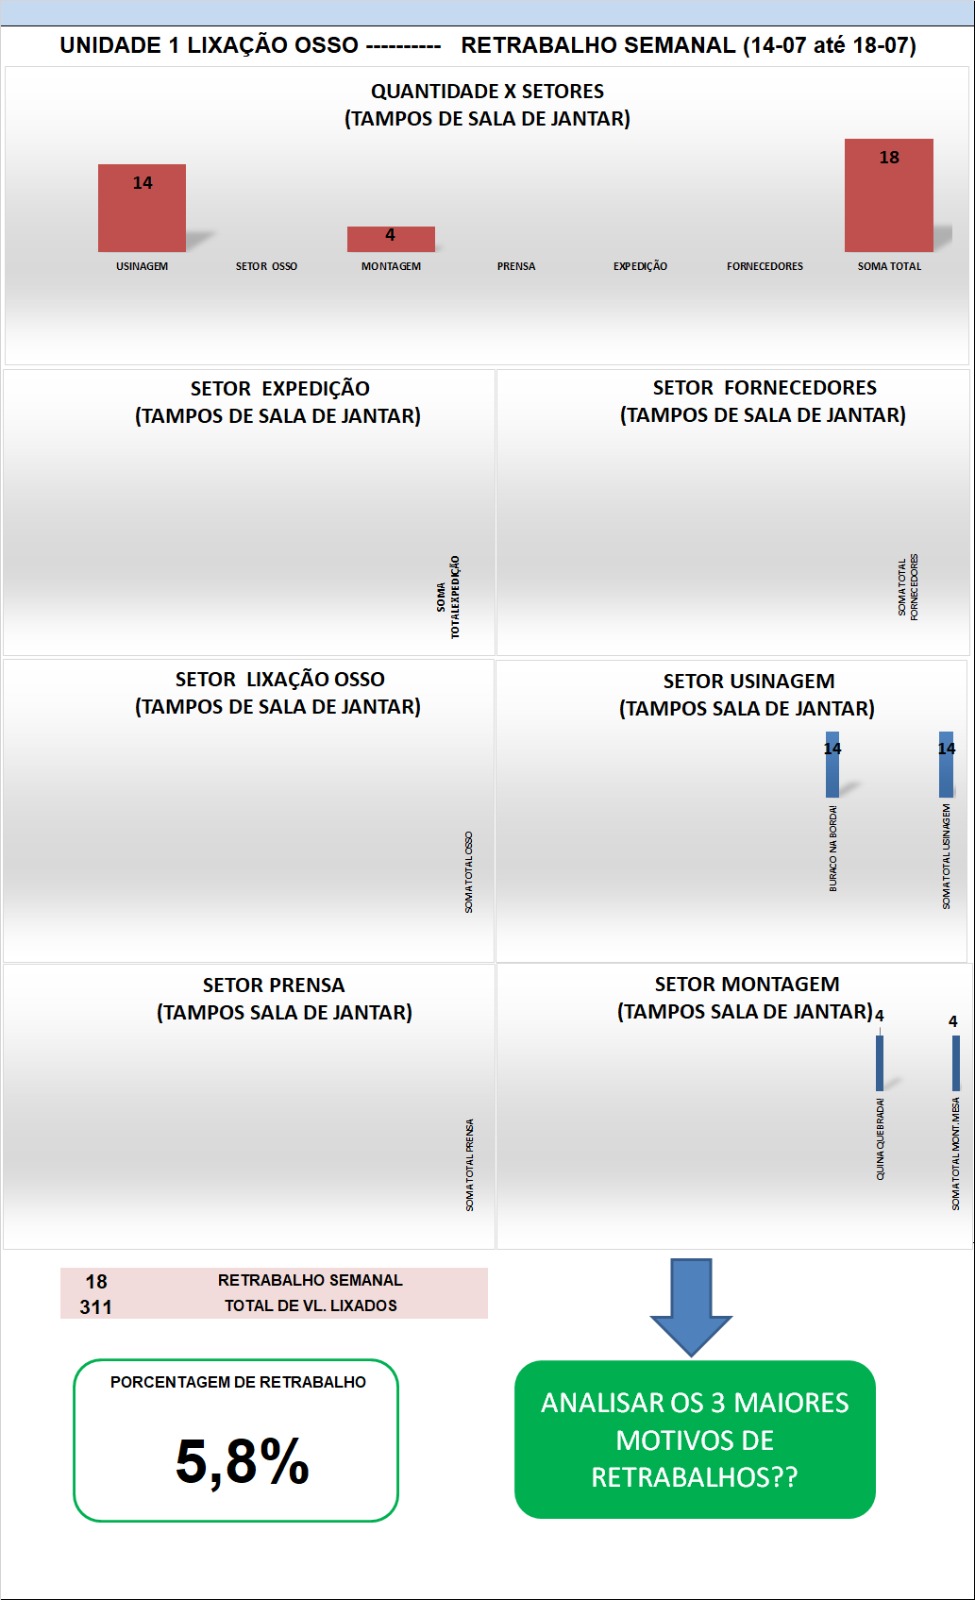 UNIDADE 1 LIXAÇÃO OSSO ---------- RETRABALHO SEMANAL (14-07 até 18-07)
QUANTIDADE X SETORES
(TAMPOS DE SALA DE JANTAR)
14
4
18
USINAGEM
SETOR OSSO
MONTAGEM
PRENSA
EXPEDIÇÃO
FORNECEDORES
SOMA TOTAL
SETOR EXPEDIÇÃO
(TAMPOS DE SALA DE JANTAR)
SOMA
TOTALEXPEDIÇÃO
SETOR FORNECEDORES
(TAMPOS DE SALA DE JANTAR)
SOMA TOTAL
FORNECEDORES
SETOR LIXAÇÃO OSSO
(TAMPOS DE SALA DE JANTAR)
SOMA TOTAL OSSO
SETOR USINAGEM
(TAMPOS SALA DE JANTAR)
14
14
BURACO NA BORDA!
SOMA TOTAL USINAGEM
SETOR PRENSA
(TAMPOS SALA DE JANTAR)
SOMA TOTAL PRENSA
SETOR MONTAGEM
(TAMPOS SALA DE JANTAR)
4
4
QUINA QUEBRADA!
SOMA TOTAL MONT.MESA
18 RETRABALHO SEMANAL
311 TOTAL DE VL. LIXADOS
PORCENTAGEM DE RETRABALHO
5,8%
ANALISAR OS 3 MAIORES
MOTIVOS DE
RETRABALHOS??